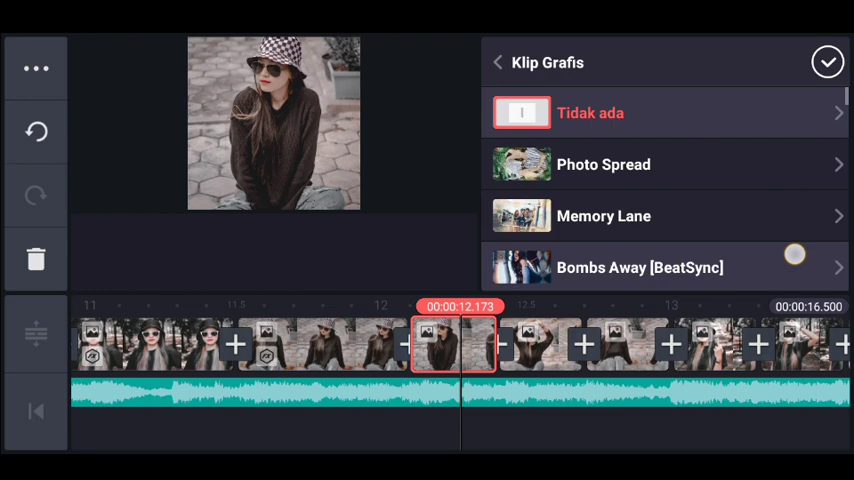 Klip Grafis
Tidak ada
Photo Spread
Memory Lane
Bombs Away [BeatSync]
11
11.5
12
00:00:12.173
12.5
13
00:00:16.500